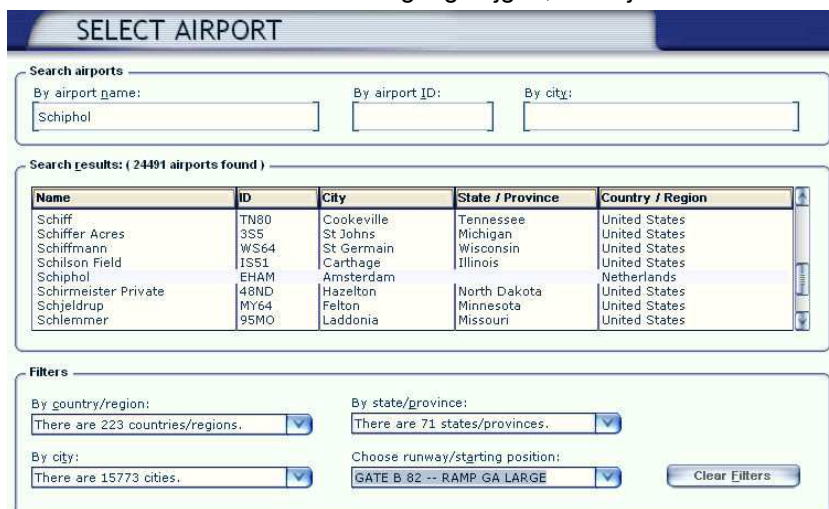 SELECT AIRPORT
Search airports
By airport name: By airport ID: By city:
Schiphol
Search results: ( 24491 airports found )
Name ID City State / Province Country / Region
Schiff TN80 Cookeville Tennessee United States
Schiffer Acres 3S5 St Johns Michigan United States
Schiffmann WS64 St Germain Wisconsin United States
Schilson Field IS51 Carthage Illinois United States
Schiphol EHAM Amsterdam Netherlands
Schirmeister Private 48ND Hazelton North Dakota United States
Schjeldrup MY64 Felton Minnesota United States
Schlemmer 95MO Laddonia Missouri United States
Filters
By country/region: By state/province:
There are 223 countries/regions. There are 71 states/provinces.
By city: Choose runway/starting position:
There are 15773 cities. GATE B 82 -- RAMP GA LARGE Clear Filters